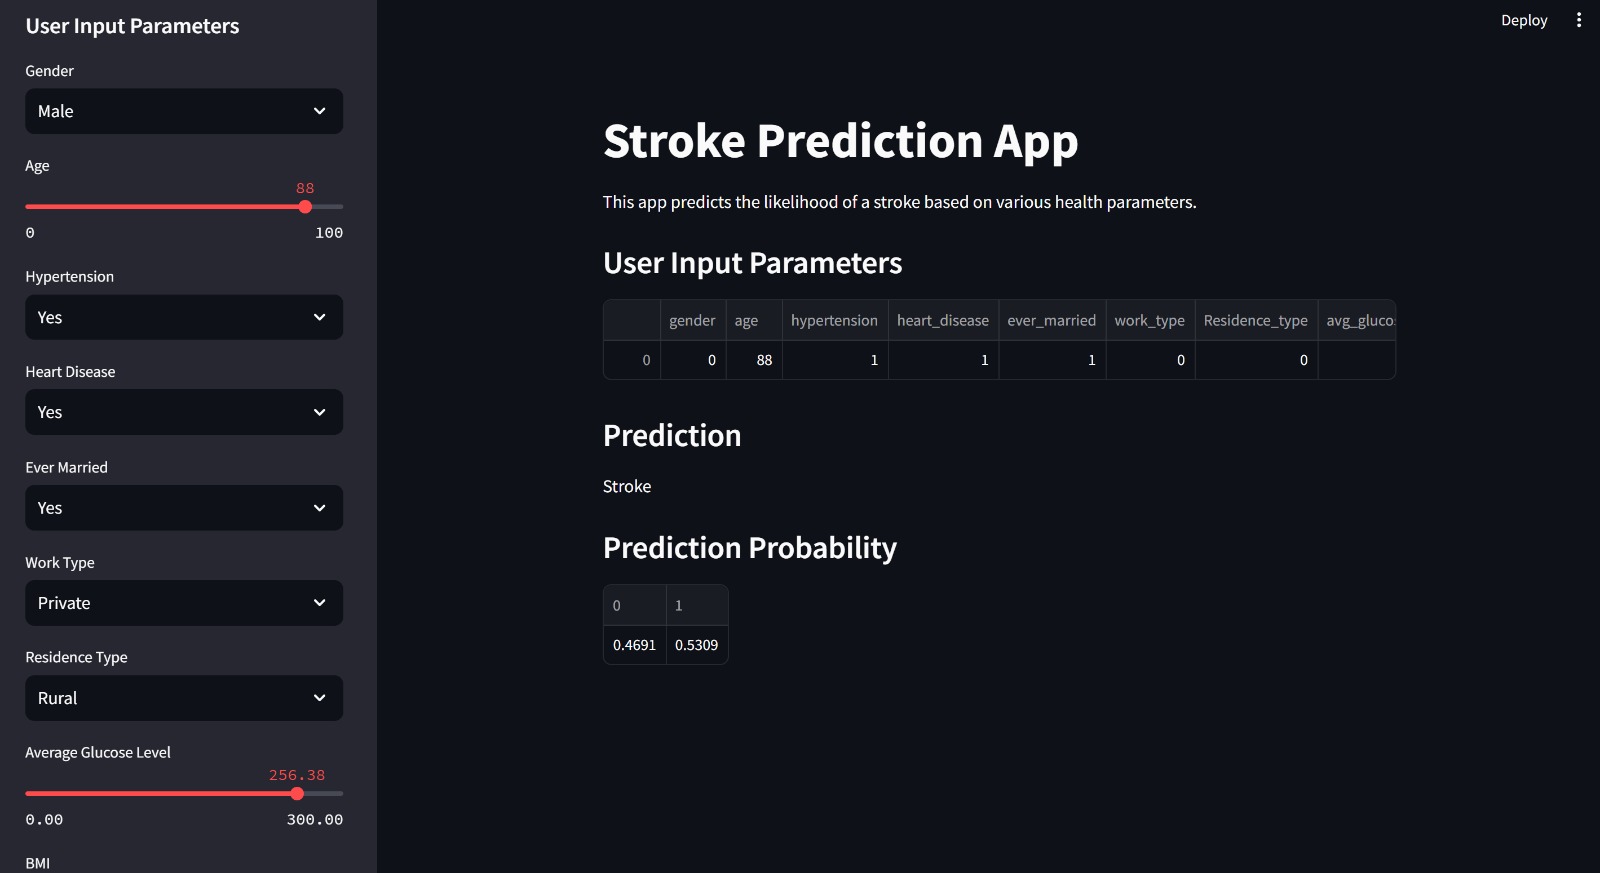 User Input Parameters
Gender
Male
Age
88
0 100
Hypertension
Yes
Heart Disease
Yes
Ever Married
Yes
Work Type
Private
Residence Type
Rural
Average Glucose Level
256.38
0.00 300.00
BMI
Deploy
Stroke Prediction App
This app predicts the likelihood of a stroke based on various health parameters.
User Input Parameters
gender age hypertension heart_disease ever_married work_type Residence_type avg_gluco
0 0 88 1 1 1 0 0
Prediction
Stroke
Prediction Probability
0 1
0.4691 0.5309